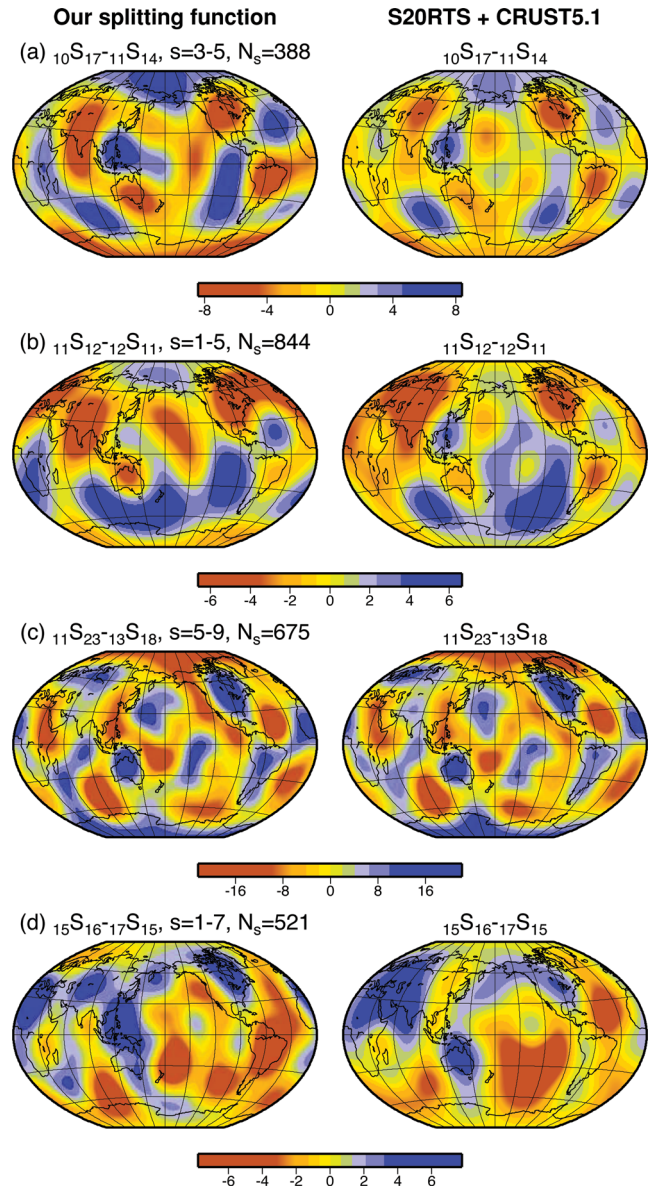 Our splitting function S20RTS + CRUST5.1
(a) ₁₀S₁₇-₁₁S₁₄, s=3-5, Nₛ=388 ₁₀S₁₇-₁₁S₁₄
-8 -4 0 4 8
(b) ₁₁S₁₂-₁₂S₁₁, s=1-5, Nₛ=844 ₁₁S₁₂-₁₂S₁₁
-6 -4 -2 0 2 4 6
(c) ₁₁S₂₃-₁₃S₁₈, s=5-9, Nₛ=675 ₁₁S₂₃-₁₃S₁₈
-16 -8 0 8 16
(d) ₁₅S₁₆-₁₇S₁₅, s=1-7, Nₛ=521 ₁₅S₁₆-₁₇S₁₅
-6 -4 -2 0 2 4 6